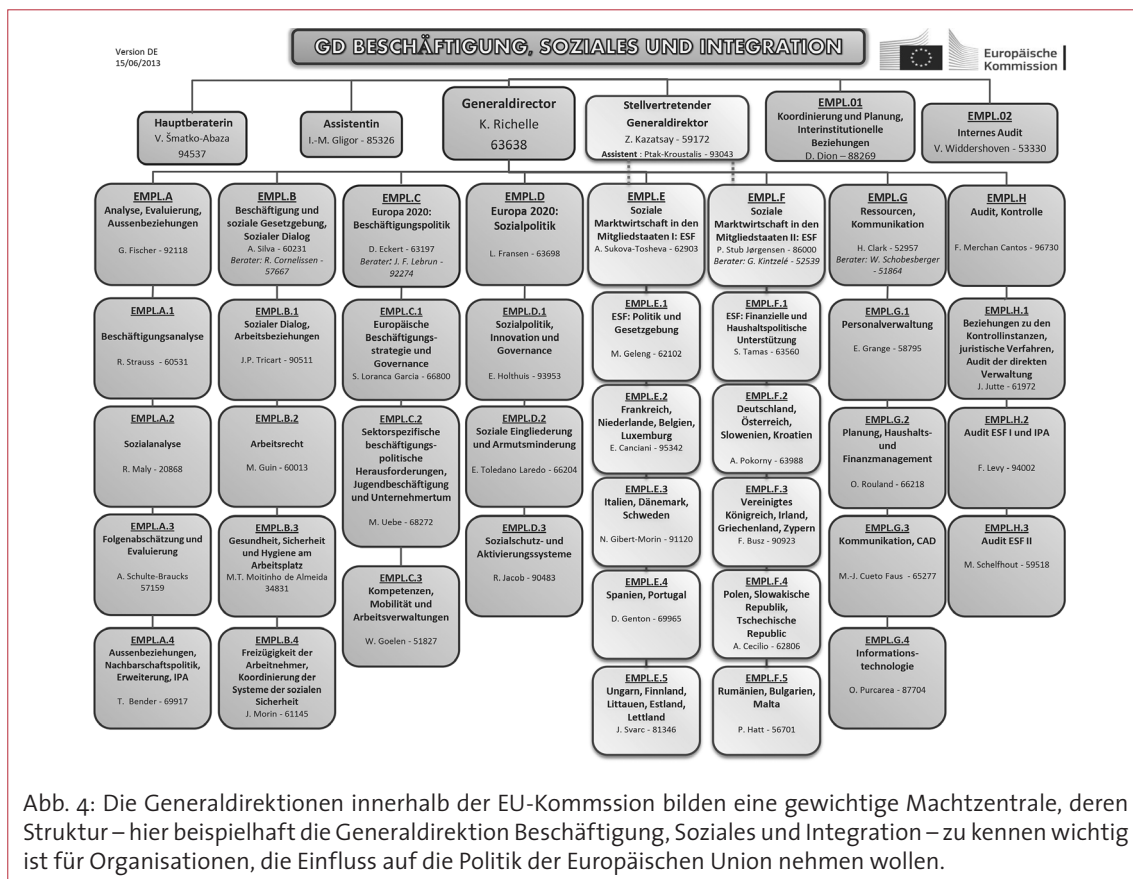 Version DE
15/06/2013
GD BESCHÄFTIGUNG, SOZIALES UND INTEGRATION
Europäische
Kommission
Hauptberaterin
V. Šmatko-Abaza
94537
Assistentin
I.-M. Gligor - 85326
Generaldirector
K. Richelle
63638
Stellvertretender
Generaldirektor
Z. Kazatsay - 59172
Assistent : Ptak-Kroustalis - 93043
EMPL.01
Koordinierung und Planung,
Interinstitutionelle
Beziehungen
D. Dion – 88269
EMPL.02
Internes Audit
V. Widdershoven - 53330
EMPL.A
Analyse, Evaluierung,
Aussenbeziehungen
G. Fischer - 92118
EMPL.B
Beschäftigung und
soziale Gesetzgebung,
Sozialer Dialog
A. Silva - 60231
Berater: R. Cornelissen -
57667
EMPL.C
Europa 2020:
Beschäftigungspolitik
D. Eckert - 63197
Berater: J. F. Lebrun -
92274
EMPL.D
Europa 2020:
Sozialpolitik
L. Fransen - 63698
EMPL.E
Soziale
Marktwirtschaft in den
Mitgliedstaaten I: ESF
A. Sukova-Tosheva - 62903
EMPL.F
Soziale
Marktwirtschaft in den
Mitgliedstaaten II: ESF
P. Stub Jørgensen - 86000
Berater: G. Kintzelé - 52539
EMPL.G
Ressourcen,
Kommunikation
H. Clark - 52957
Berater: W. Schobesberger -
51864
EMPL.H
Audit, Kontrolle
F. Merchan Cantos - 96730
EMPL.A.1
Beschäftigungsanalyse
R. Strauss - 60531
EMPL.B.1
Sozialer Dialog,
Arbeitsbeziehungen
J.P. Tricart - 90511
EMPL.C.1
Europäische
Beschäftigungs-
strategie und
Governance
S. Loranca Garcia - 66800
EMPL.D.1
Sozialpolitik,
Innovation und
Governance
E. Holthuis - 93953
EMPL.E.1
ESF: Politik und
Gesetzgebung
M. Geleng - 62102
EMPL.F.1
ESF: Finanzielle und
Haushaltspolitische
Unterstützung
S. Tamas - 63560
EMPL.G.1
Personalverwaltung
E. Grange - 58795
EMPL.H.1
Beziehungen zu den
Kontrollinstanzen,
juristische Verfahren,
Audit der direkten
Verwaltung
J. Jutte - 61972
EMPL.A.2
Sozialanalyse
R. Maly - 20868
EMPL.B.2
Arbeitsrecht
M. Guin - 60013
EMPL.C.2
Sektorspezifische
beschäftigungs-
politische
Herausforderungen,
Jugendbeschäftigung
und Unternehmertum
M. Uebe - 68272
EMPL.D.2
Soziale Eingliederung
und Armutsminderung
E. Toledano Laredo - 66204
EMPL.E.2
Frankreich,
Niederlande, Belgien,
Luxemburg
E. Canciani - 95342
EMPL.F.2
Deutschland,
Österreich,
Slowenien, Kroatien
A. Pokorny - 63988
EMPL.G.2
Planung, Haushalts-
und
Finanzmanagement
O. Rouland - 66218
EMPL.H.2
Audit ESF I und IPA
F. Levy - 94002
EMPL.A.3
Folgenabschätzung und
Evaluierung
A. Schulte-Braucks
57159
EMPL.B.3
Gesundheit, Sicherheit
und Hygiene am
Arbeitsplatz
M.T. Moitinho de Almeida
34831
EMPL.C.3
Kompetenzen,
Mobilität und
Arbeitsverwaltungen
W. Goelen - 51827
EMPL.D.3
Sozialschutz- und
Aktivierungssysteme
R. Jacob - 90483
EMPL.E.3
Italien, Dänemark,
Schweden
N. Gibert-Morin - 91120
EMPL.F.3
Vereinigtes
Königreich, Irland,
Griechenland, Zypern
F. Busz - 90923
EMPL.G.3
Kommunikation, CAD
M.-J. Cueto Faus - 65277
EMPL.H.3
Audit ESF II
M. Schelfhout - 59518
EMPL.A.4
Aussenbeziehungen,
Nachbarschaftspolitik,
Erweiterung, IPA
T. Bender - 69917
EMPL.B.4
Freizügigkeit der
Arbeitnehmer,
Koordinierung der
Systeme der sozialen
Sicherheit
J. Morin - 61145
EMPL.E.4
Spanien, Portugal
D. Genton - 69965
EMPL.F.4
Polen, Slowakische
Republik,
Tschechische
Republic
A. Cecilio - 62806
EMPL.G.4
Informations-
technologie
O. Purcarea - 87704
EMPL.E.5
Ungarn, Finnland,
Littauen, Estland,
Lettland
J. Svarc - 81346
EMPL.F.5
Rumänien, Bulgarien,
Malta
P. Hatt - 56701
Abb. 4: Die Generaldirektionen innerhalb der EU-Kommssion bilden eine gewichtige Machtzentrale, deren
Struktur – hier beispielhaft die Generaldirektion Beschäftigung, Soziales und Integration – zu kennen wichtig
ist für Organisationen, die Einfluss auf die Politik der Europäischen Union nehmen wollen.